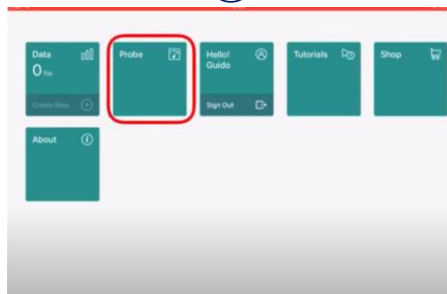 Data
0 file
Create New
Probe
Hello!
Guido
Sign Out
Tutorials
Shop
About